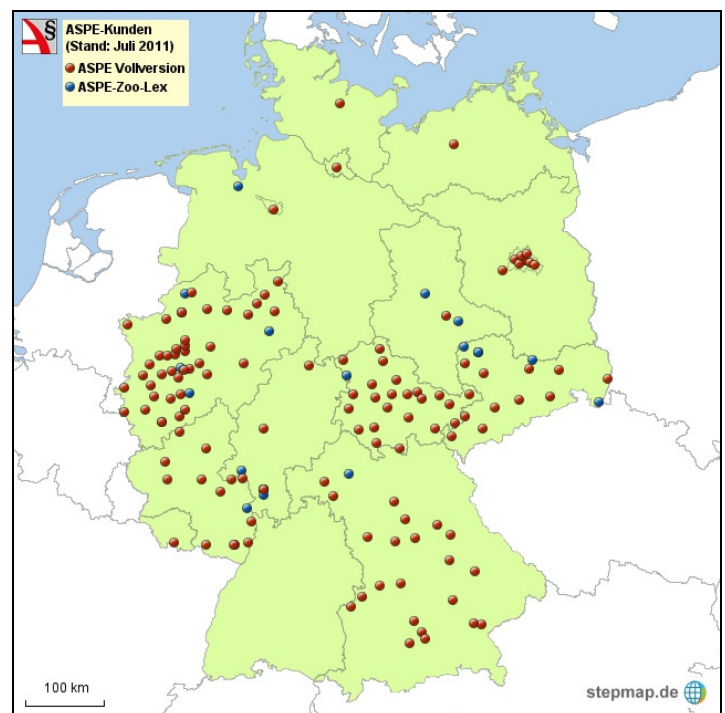 A§
ASPE-Kunden
(Stand: Juli 2011)
ASPE Vollversion
ASPE-Zoo-Lex
100 km
stepmap.de